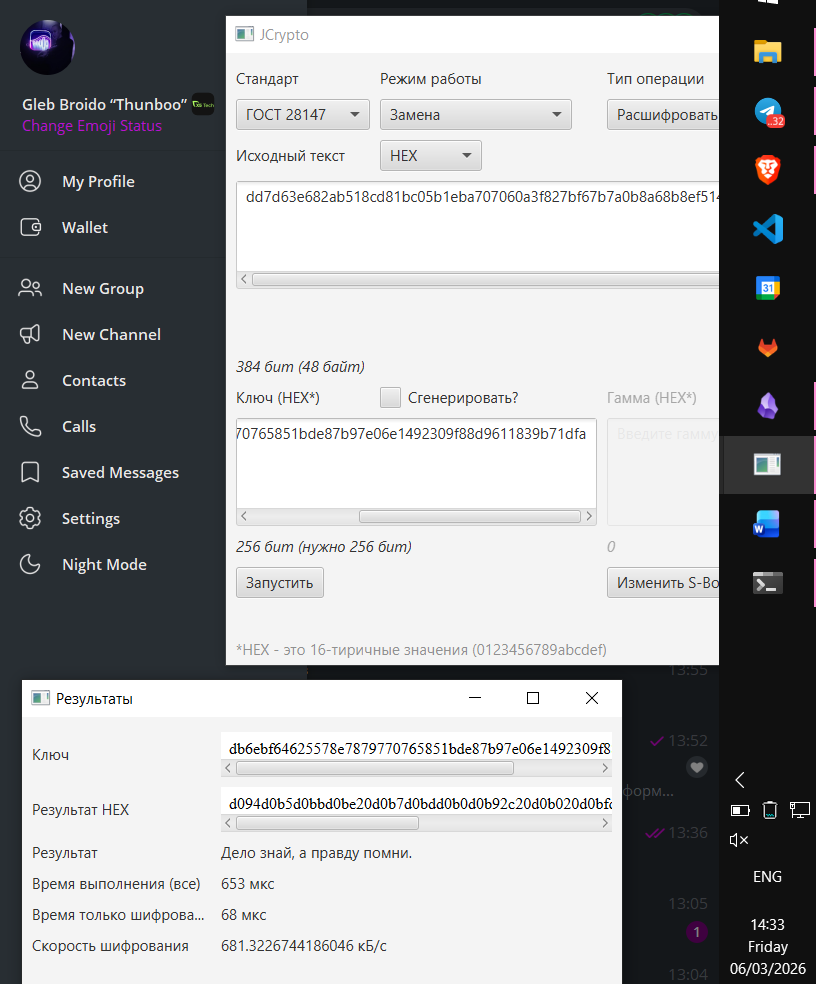 Gleb Broido “Thunboo”
Change Emoji Status
My Profile
Wallet
New Group
New Channel
Contacts
Calls
Saved Messages
Settings
Night Mode
JCrypto
Стандарт
Режим работы
Тип операции
ГОСТ 28147
Замена
Расшифровать
Исходный текст
HEX
dd7d63e682ab518cd81bc05b1eba707060a3f827bf67b7a0b8a68b8ef514
384 бит (48 байт)
Ключ (HEX*)
Сгенерировать?
Гамма (HEX*)
70765851bde87b97e06e1492309f88d9611839b71dfa
Введите гамму
256 бит (нужно 256 бит)
0
Запустить
Изменить S-Bo
*HEX - это 16-тиричные значения (0123456789abcdef)
13:55
13:52
форм...
13:36
13:05
1
13:04
Результаты
Ключ
db6ebf64625578e7879770765851bde87b97e06e1492309f8
Результат HEX
d094d0b5d0bbd0be20d0b7d0bdd0b0d0b92c20d0b020d0bfd
Результат
Дело знай, а правду помни.
Время выполнения (все)
653 мкс
Время только шифрова...
68 мкс
Скорость шифрования
681.3226744186046 кБ/с
..32
31
W
ENG
14:33
Friday
06/03/2026